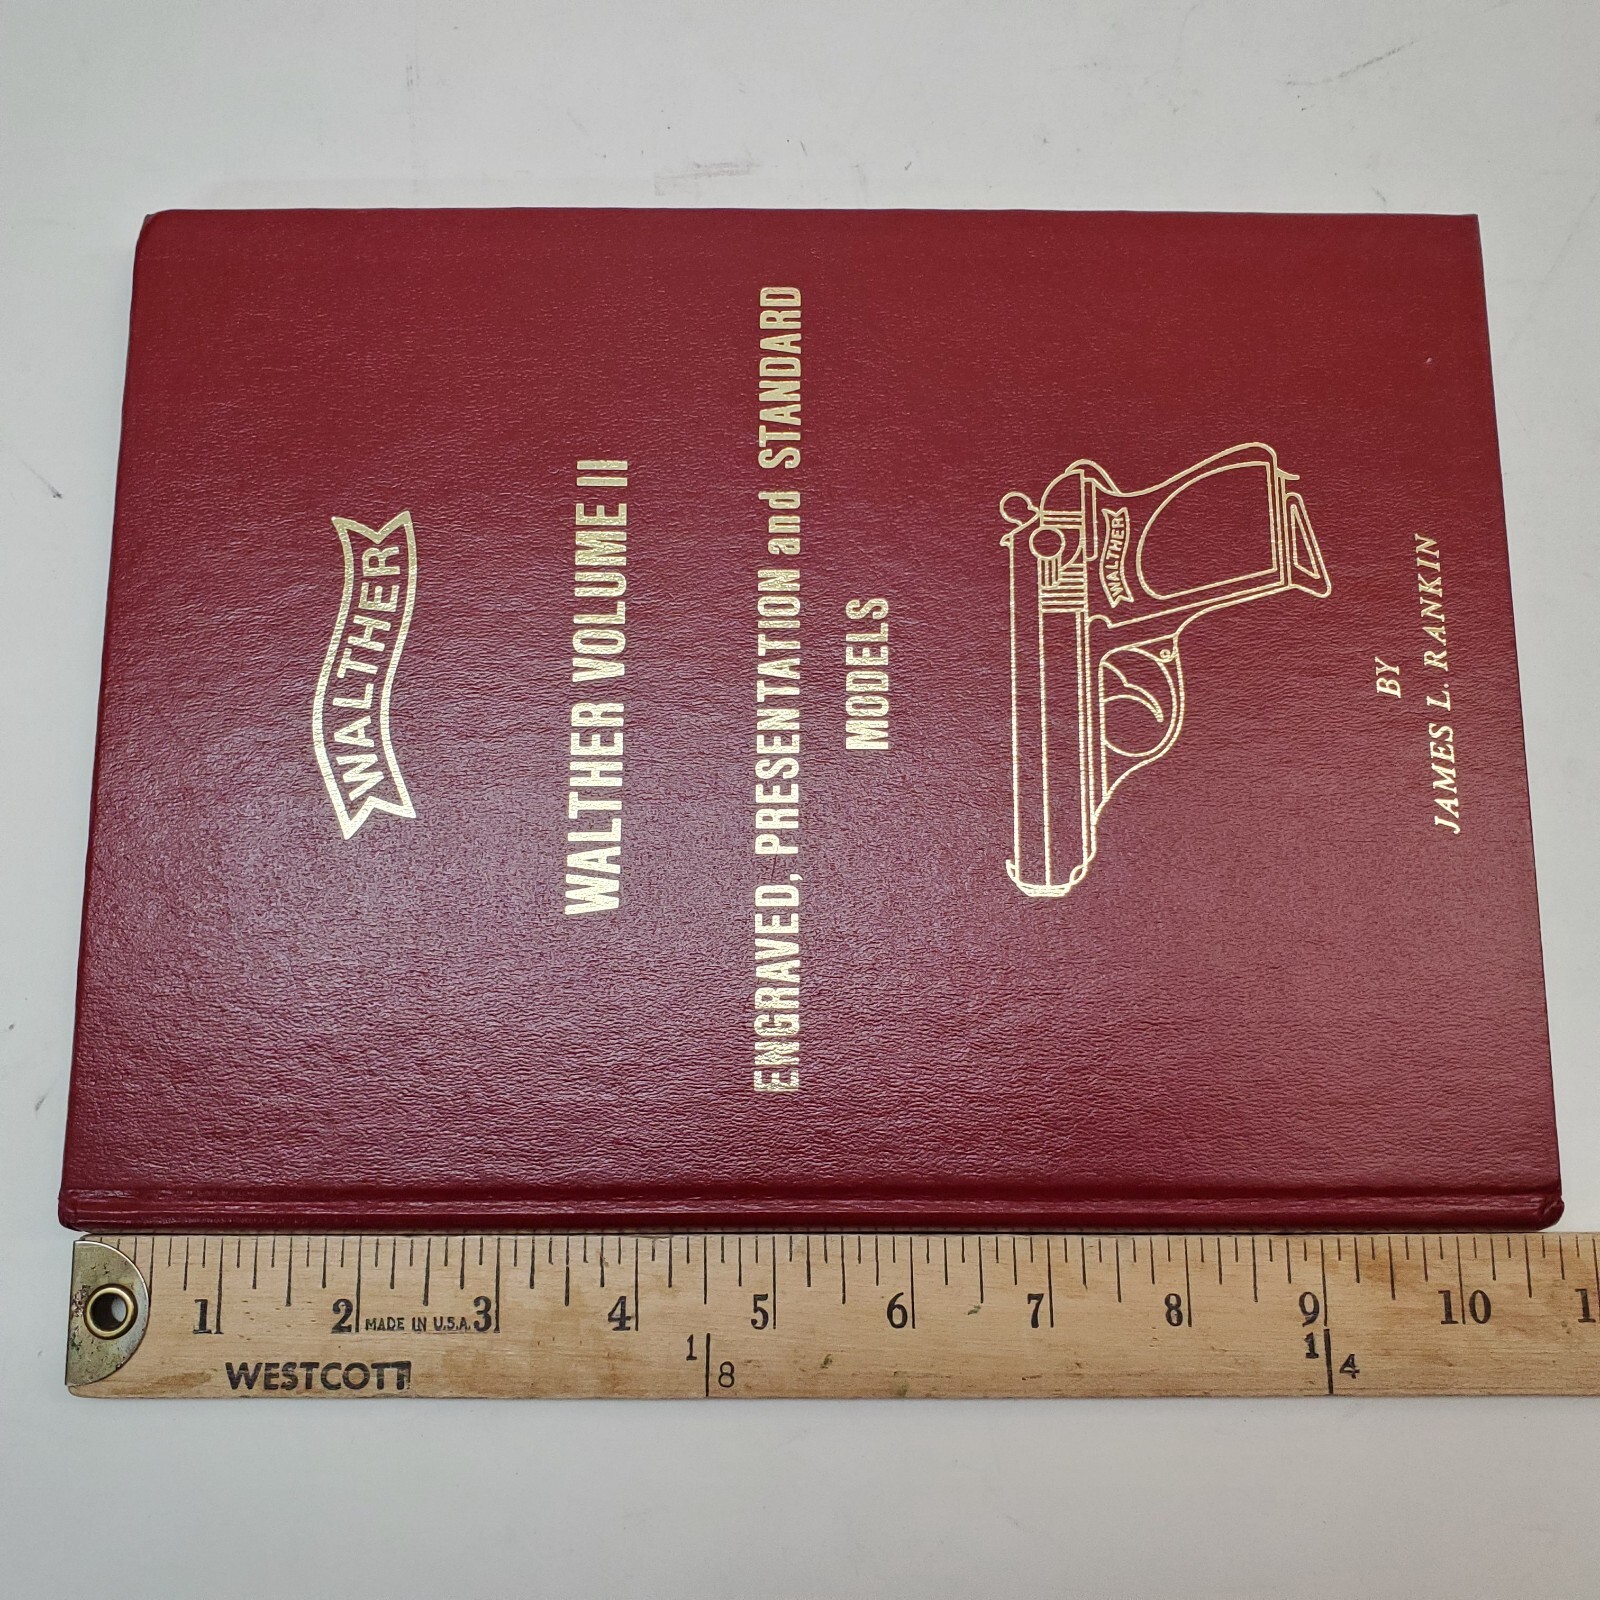 WALTHER
WALTHER VOLUME II
ENGRAVED, PRESENTATION and STANDARD
MODELS
WALTHER
BY
JAMES L. RANKIN
1 2 MADE IN U.S.A. 3 4 5 6 7 8 9 10 1
1 8 1 4
WESTCOTT